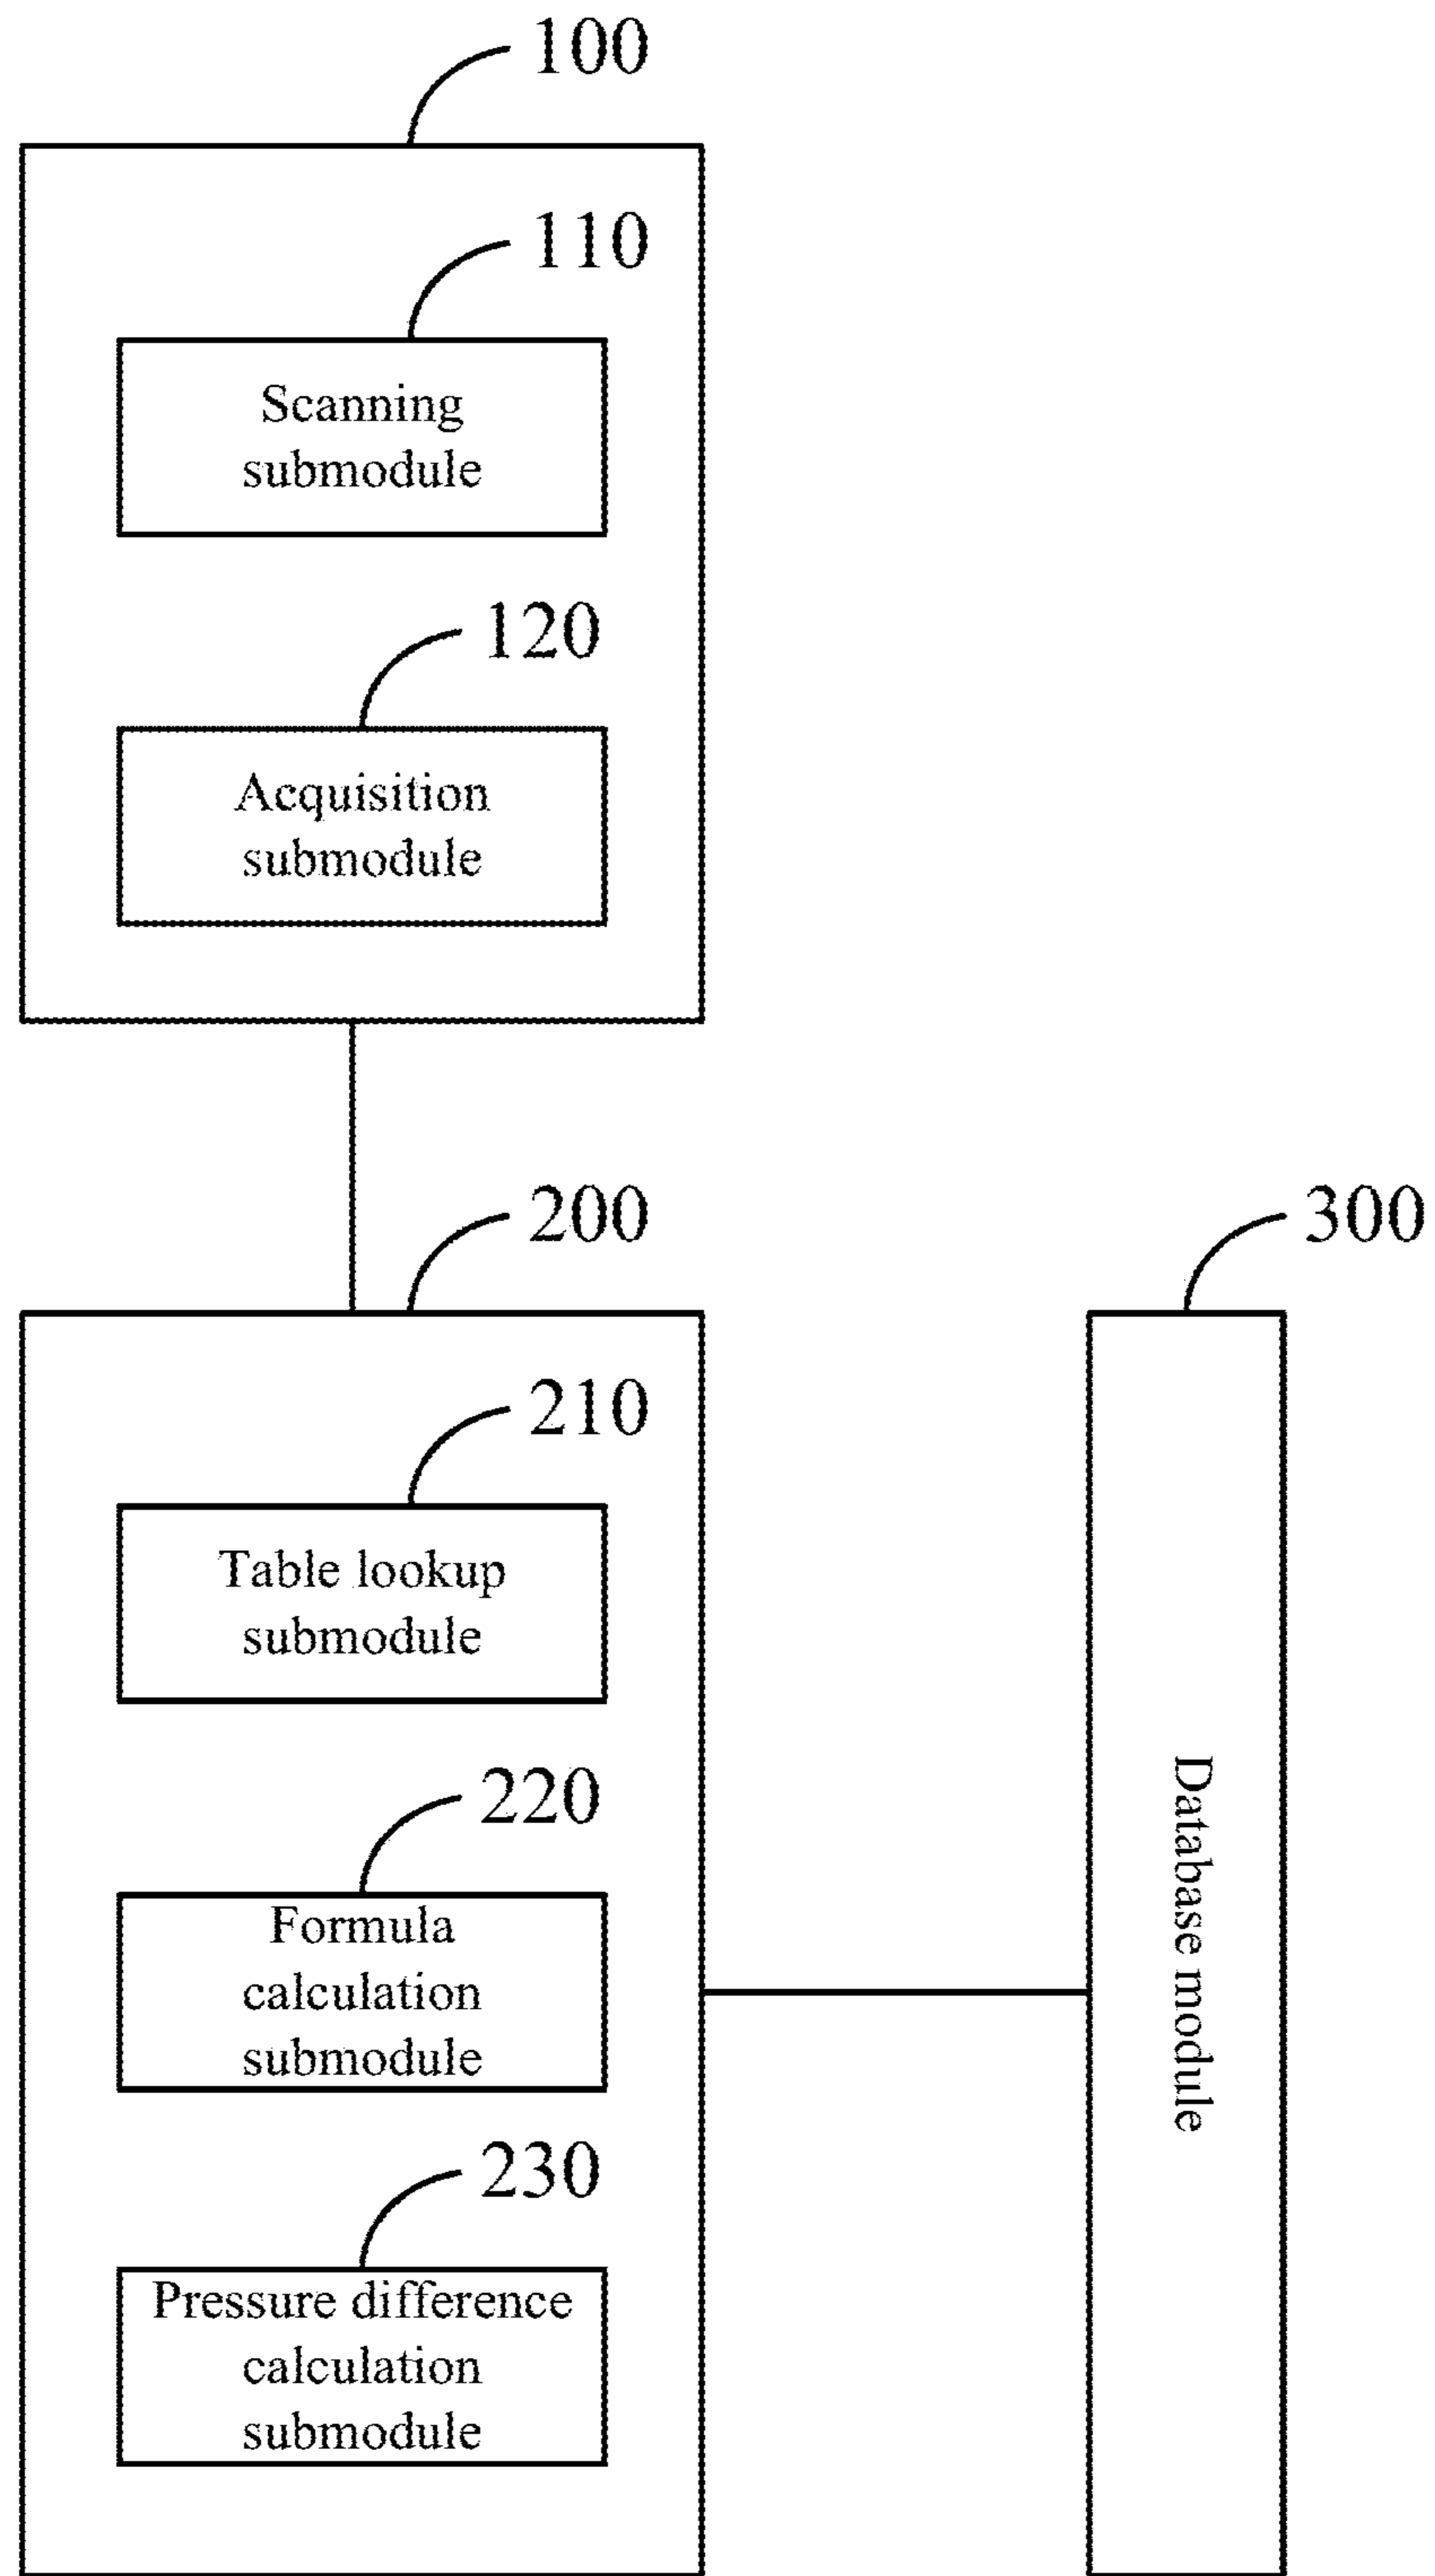 100
110
Scanning
submodule
120
Acquisition
submodule
200
210
Table lookup
submodule
220
Formula
calculation
submodule
230
Pressure difference
calculation
submodule
300
Database module